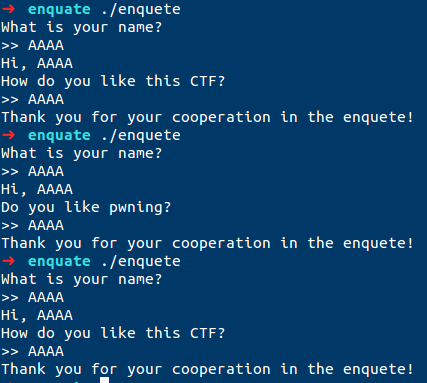 ➜ enquate ./enquete
What is your name?
>> AAAA
Hi, AAAA
How do you like this CTF?
>> AAAA
Thank you for your cooperation in the enquete!
➜ enquate ./enquete
What is your name?
>> AAAA
Hi, AAAA
Do you like pwning?
>> AAAA
Thank you for your cooperation in the enquete!
➜ enquate ./enquete
What is your name?
>> AAAA
Hi, AAAA
How do you like this CTF?
>> AAAA
Thank you for your cooperation in the enquete!
➜ enquate